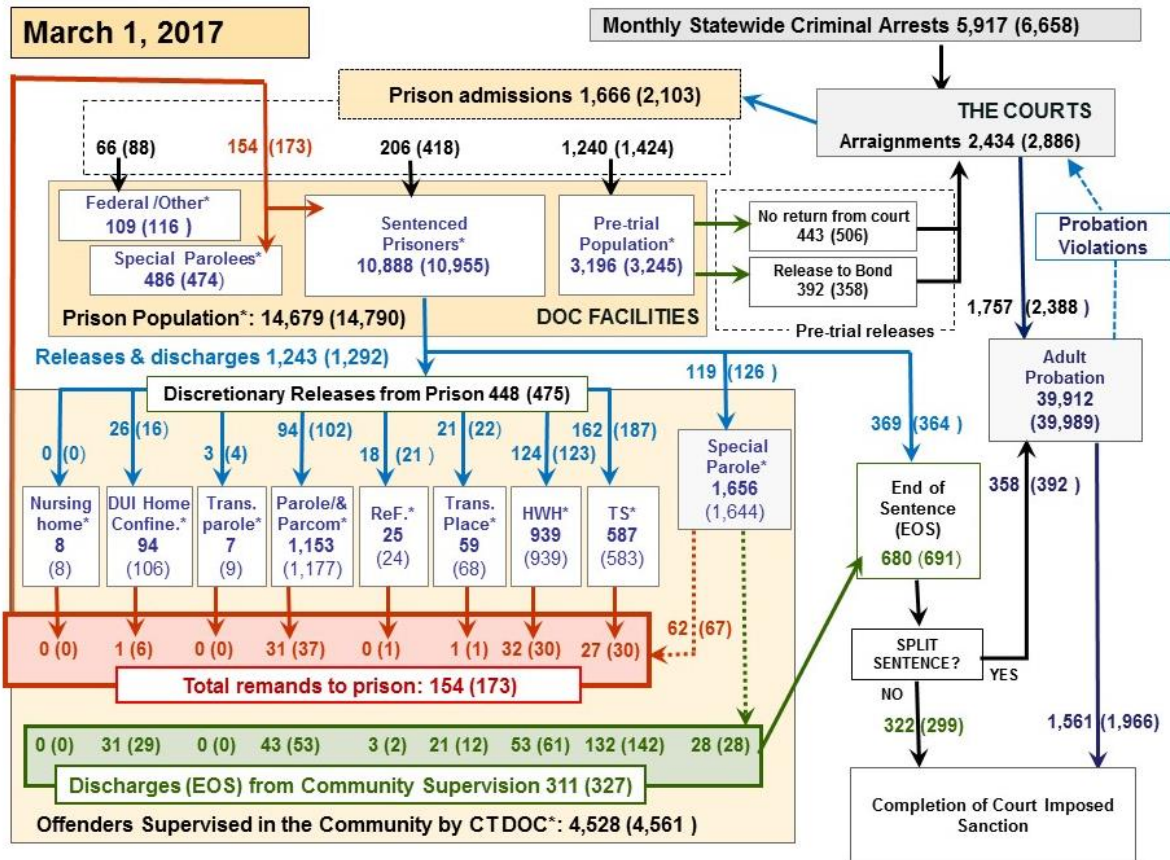 March 1, 2017
Monthly Statewide Criminal Arrests 5,917 (6,658)
Prison admissions 1,666 (2,103)
THE COURTS
Arraignments 2,434 (2,886)
66 (88)
154 (173)
206 (418)
1,240 (1,424)
Federal /Other*
109 (116 )
Special Parolees*
486 (474)
Sentenced
Prisoners*
10,888 (10,955)
Pre-trial
Population*
3,196 (3,245)
Prison Population*: 14,679 (14,790)
DOC FACILITIES
No return from court
443 (506)
Release to Bond
392 (358)
Pre-trial releases
Probation
Violations
1,757 (2,388 )
Adult
Probation
39,912
(39,989)
Releases & discharges 1,243 (1,292)
Discretionary Releases from Prison 448 (475)
119 (126 )
369 (364 )
0 (0)
26 (16)
3 (4)
94 (102)
18 (21 )
21 (22)
124 (123)
162 (187)
Nursing
home*
8
(8)
DUI Home
Confine.*
94
(106)
Trans.
parole*
7
(9)
Parole/&
Parcom*
1,153
(1,177)
ReF.*
25
(24)
Trans.
Place*
59
(68)
HWH*
939
(939)
TS*
587
(583)
Special
Parole*
1,656
(1,644)
End of
Sentence
(EOS)
680 (691)
358 (392 )
0 (0)
1 (6)
0 (0)
31 (37)
0 (1)
1 (1)
32 (30)
27 (30)
62 (67)
Total remands to prison: 154 (173)
SPLIT
SENTENCE?
YES
NO
322 (299)
1,561 (1,966)
0 (0)
31 (29)
0 (0)
43 (53)
3 (2)
21 (12)
53 (61)
132 (142)
28 (28)
Discharges (EOS) from Community Supervision 311 (327)
Offenders Supervised in the Community by CTDOC*: 4,528 (4,561 )
Completion of Court Imposed
Sanction